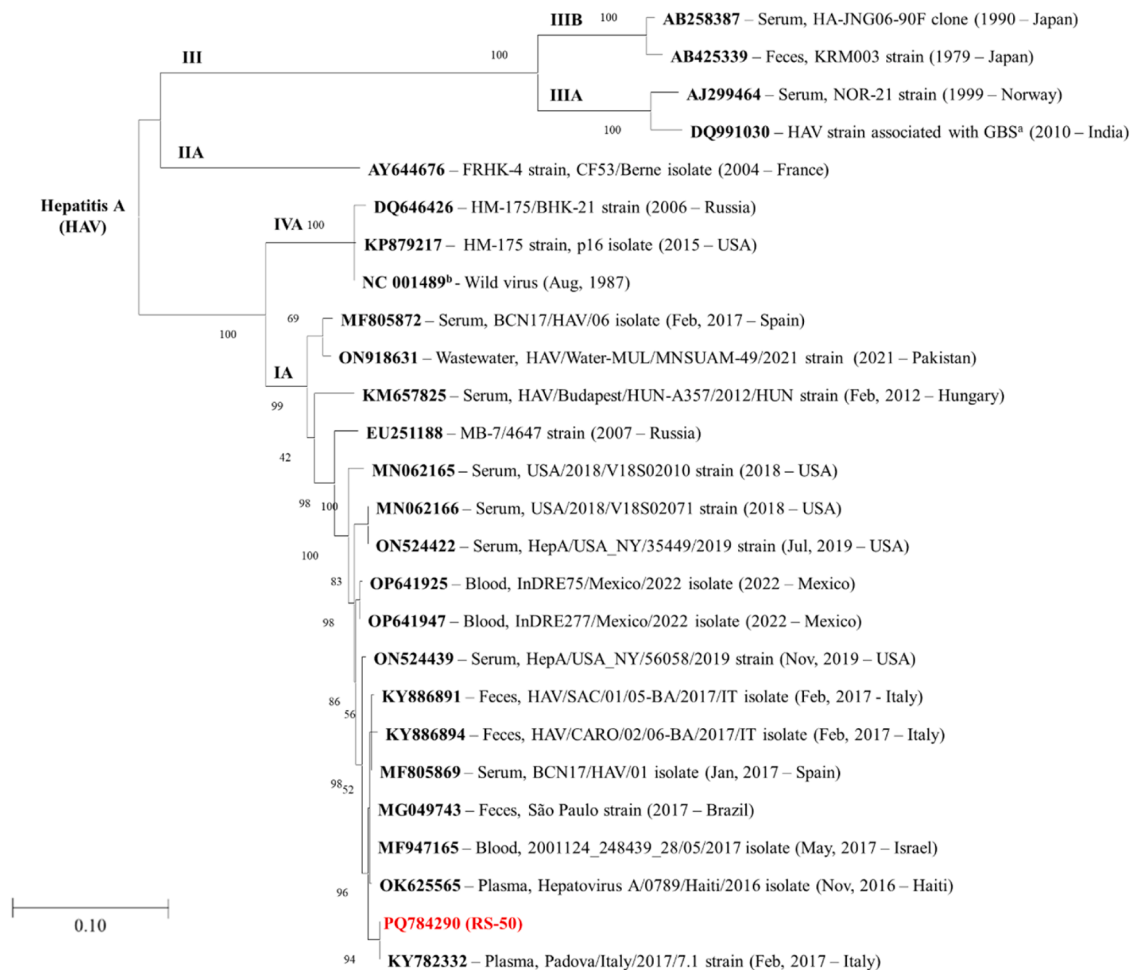 IIIB 100 AB258387 – Serum, HA-JNG06-90F clone (1990 – Japan)
III 100 AB425339 – Feces, KRM003 strain (1979 – Japan)
IIIA AJ299464 – Serum, NOR-21 strain (1999 – Norway)
100 DQ991030 – HAV strain associated with GBSᵃ (2010 – India)
IIA AY644676 – FRHK-4 strain, CF53/Berne isolate (2004 – France)
Hepatitis A
(HAV)
DQ646426 – HM-175/BHK-21 strain (2006 – Russia)
IVA 100
KP879217 – HM-175 strain, p16 isolate (2015 – USA)
NC 001489ᵇ - Wild virus (Aug, 1987)
69 MF805872 – Serum, BCN17/HAV/06 isolate (Feb, 2017 – Spain)
100
ON918631 – Wastewater, HAV/Water-MUL/MNSUAM-49/2021 strain (2021 – Pakistan)
IA
KM657825 – Serum, HAV/Budapest/HUN-A357/2012/HUN strain (Feb, 2012 – Hungary)
99
EU251188 – MB-7/4647 strain (2007 – Russia)
42
MN062165 – Serum, USA/2018/V18S02010 strain (2018 – USA)
98 100
MN062166 – Serum, USA/2018/V18S02071 strain (2018 – USA)
ON524422 – Serum, HepA/USA_NY/35449/2019 strain (Jul, 2019 – USA)
100
83 OP641925 – Blood, InDRE75/Mexico/2022 isolate (2022 – Mexico)
98 OP641947 – Blood, InDRE277/Mexico/2022 isolate (2022 – Mexico)
ON524439 – Serum, HepA/USA_NY/56058/2019 strain (Nov, 2019 – USA)
86 56
KY886891 – Feces, HAV/SAC/01/05-BA/2017/IT isolate (Feb, 2017 - Italy)
KY886894 – Feces, HAV/CARO/02/06-BA/2017/IT isolate (Feb, 2017 – Italy)
MF805869 – Serum, BCN17/HAV/01 isolate (Jan, 2017 – Spain)
98 52
MG049743 – Feces, São Paulo strain (2017 – Brazil)
MF947165 – Blood, 2001124_248439_28/05/2017 isolate (May, 2017 – Israel)
96 OK625565 – Plasma, Hepatovirus A/0789/Haiti/2016 isolate (Nov, 2016 – Haiti)
0.10
PQ784290 (RS-50)
94 KY782332 – Plasma, Padova/Italy/2017/7.1 strain (Feb, 2017 – Italy)